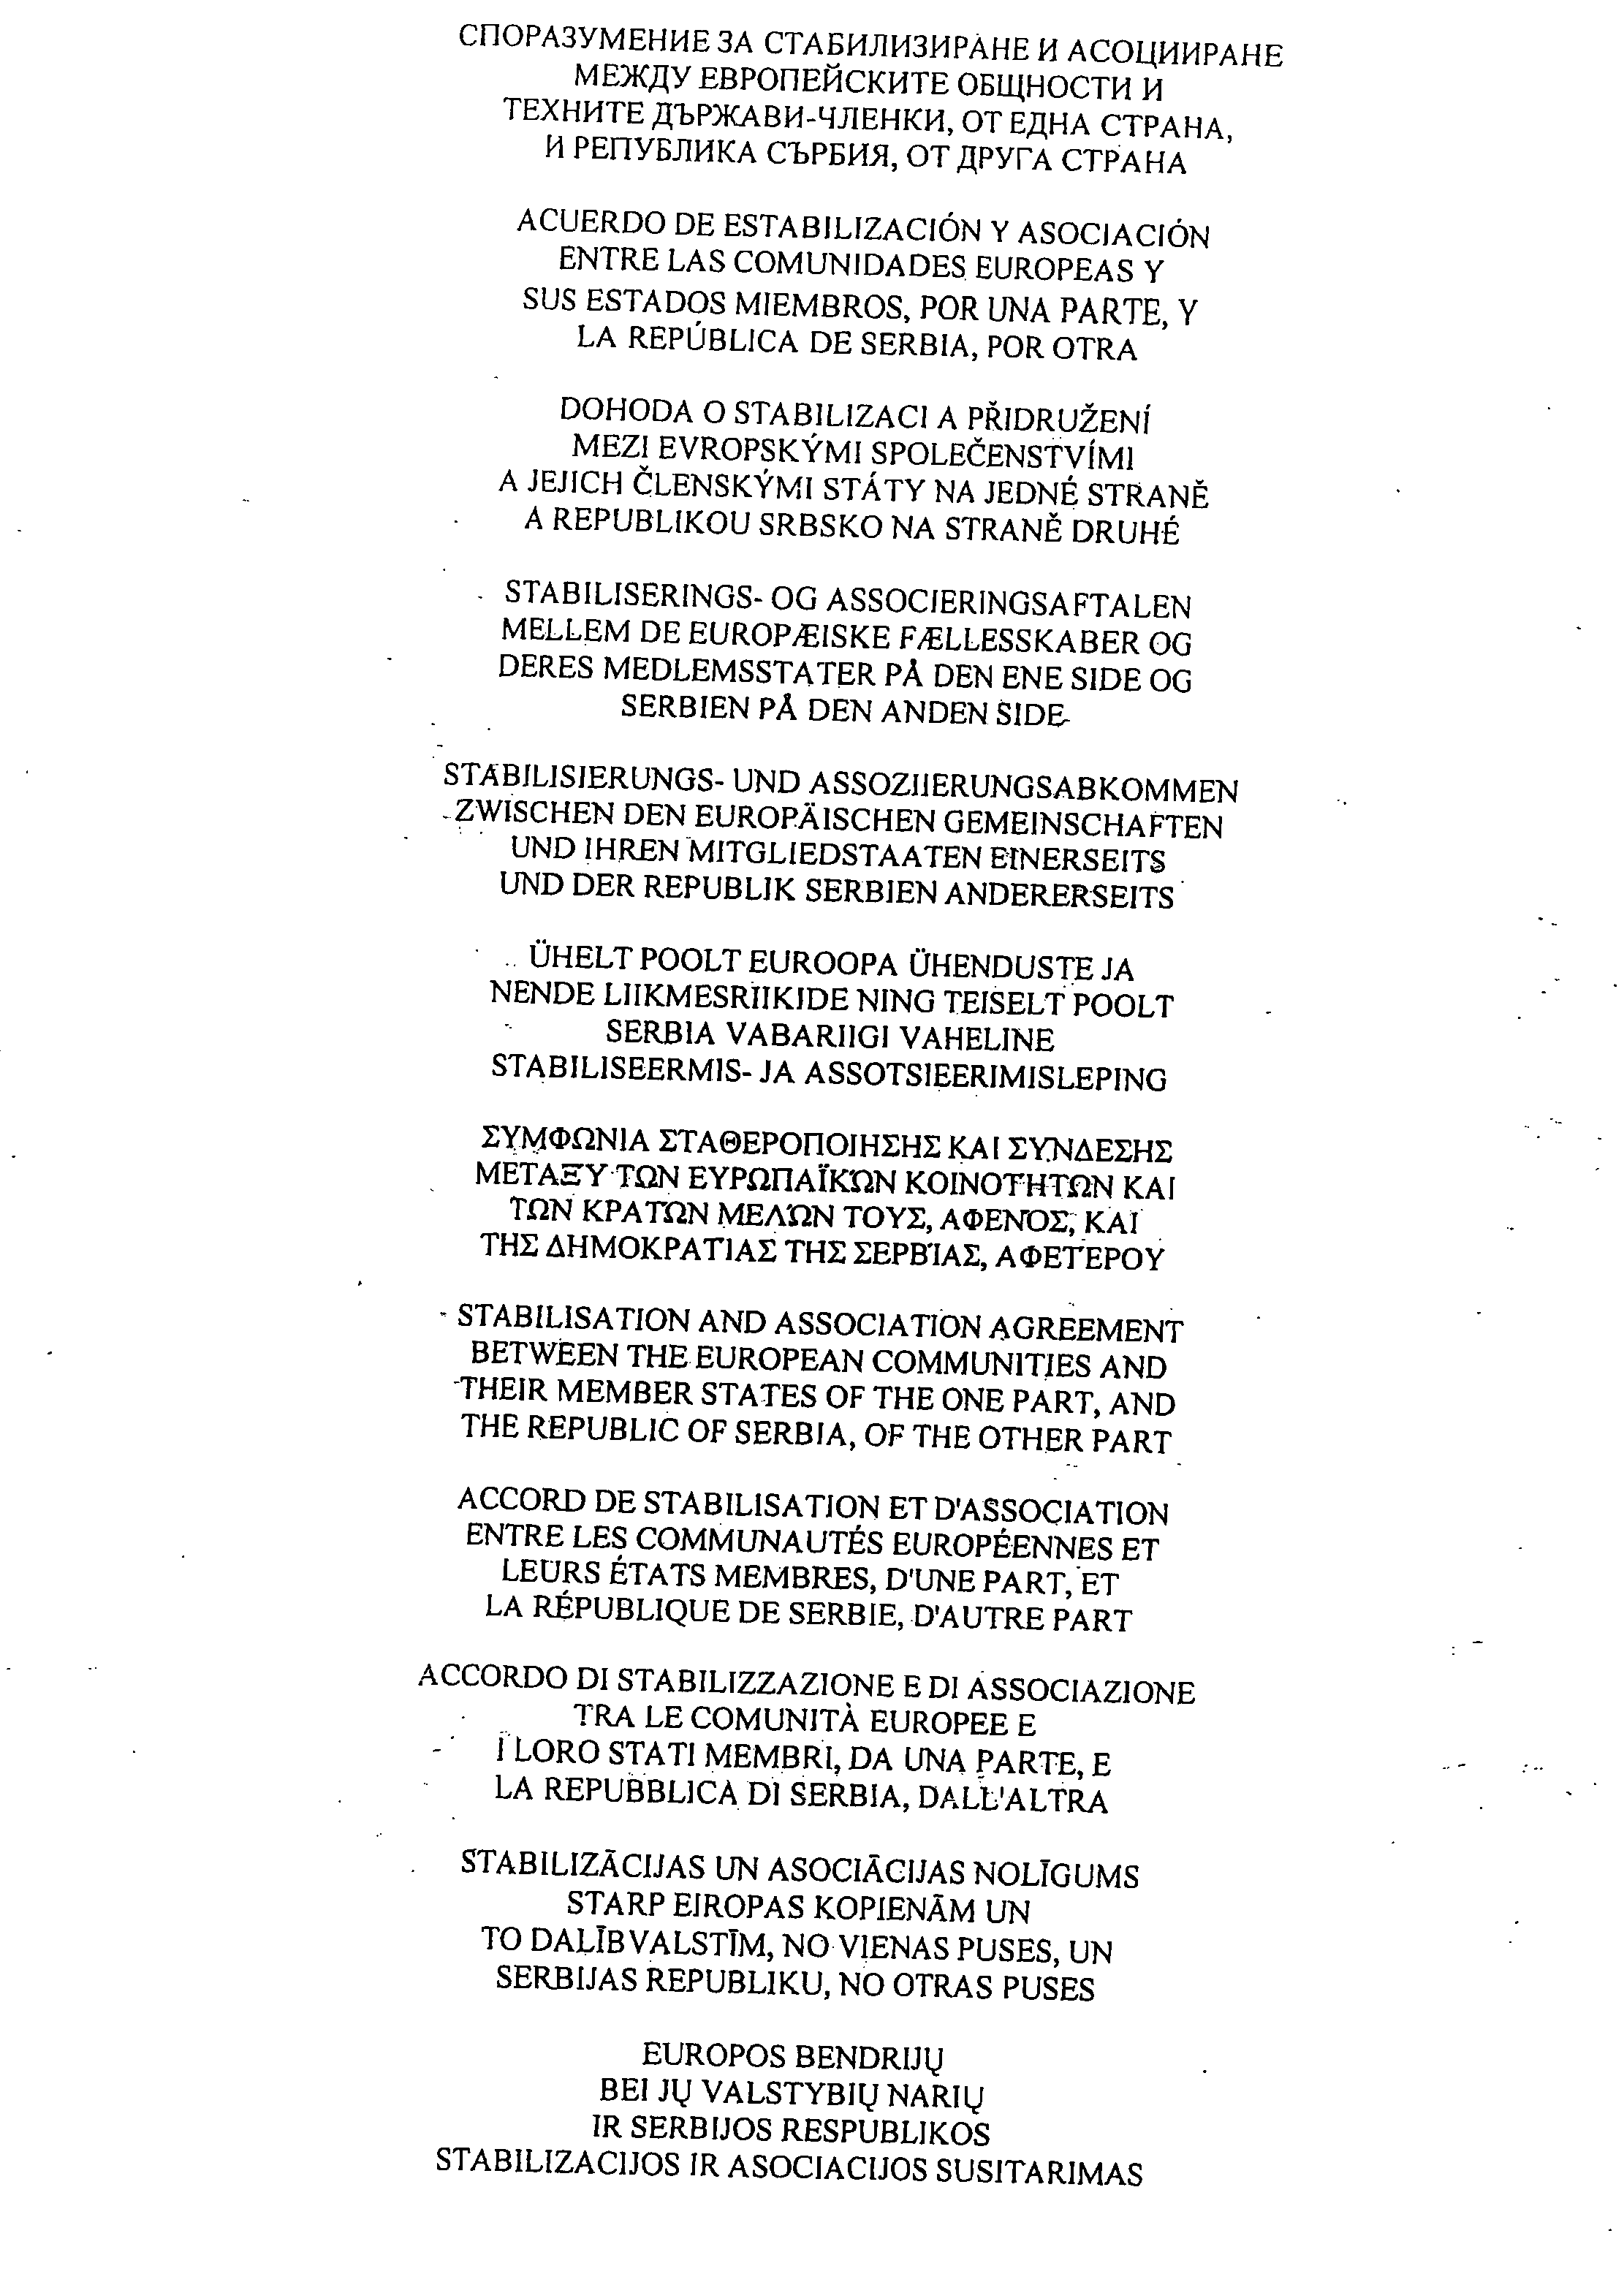 СПОРАЗУМЕНИЕ ЗА СТАБИЛИЗИРАНЕ И АСОЦИИРАНЕ
МЕЖДУ ЕВРОПЕЙСКИТЕ ОБЩНОСТИ И
ТЕХНИТЕ ДЪРЖАВИ-ЧЛЕНКИ, ОТ ЕДНА СТРАНА,
И РЕПУБЛИКА СЪРБИЯ, ОТ ДРУГА СТРАНА
ACUERDO DE ESTABILIZACIÓN Y ASOCIACIÓN
ENTRE LAS COMUNIDADES EUROPEAS Y
SUS ESTADOS MIEMBROS, POR UNA PARTE, Y
LA REPÚBLICA DE SERBIA, POR OTRA
DOHODA O STABILIZACI A PŘIDRUŽENÍ
MEZI EVROPSKÝMI SPOLEČENSTVÍMI
A JEJICH ČLENSKÝMI STÁTY NA JEDNÉ STRANĚ
A REPUBLIKOU SRBSKO NA STRANĚ DRUHÉ
STABILISERINGS- OG ASSOCIERINGSAFTALEN
MELLEM DE EUROPÆISKE FÆLLESSKABER OG
DERES MEDLEMSSTATER PÅ DEN ENE SIDE OG
SERBIEN PÅ DEN ANDEN SIDE
STABILISIERUNGS- UND ASSOZIIERUNGSABKOMMEN
ZWISCHEN DEN EUROPÄISCHEN GEMEINSCHAFTEN
UND IHREN MITGLIEDSTAATEN EINERSEITS
UND DER REPUBLIK SERBIEN ANDERERSEITS
ÜHELT POOLT EUROOPA ÜHENDUSTE JA
NENDE LIIKMESRIIKIDE NING TEISELT POOLT
SERBIA VABARIIGI VAHELINE
STABILISEERMIS- JA ASSOTSIEERIMISLEPING
ΣΥΜΦΩΝΙΑ ΣΤΑΘΕΡΟΠΟΙΗΣΗΣ ΚΑΙ ΣΥΝΔΕΣΗΣ
ΜΕΤΑΞΥ ΤΩΝ ΕΥΡΩΠΑΪΚΩΝ ΚΟΙΝΟΤΗΤΩΝ ΚΑΙ
ΤΩΝ ΚΡΑΤΩΝ ΜΕΛΩΝ ΤΟΥΣ, ΑΦΕΝΟΣ, ΚΑΙ
ΤΗΣ ΔΗΜΟΚΡΑΤΙΑΣ ΤΗΣ ΣΕΡΒΙΑΣ, ΑΦΕΤΕΡΟΥ
STABILISATION AND ASSOCIATION AGREEMENT
BETWEEN THE EUROPEAN COMMUNITIES AND
THEIR MEMBER STATES OF THE ONE PART, AND
THE REPUBLIC OF SERBIA, OF THE OTHER PART
ACCORD DE STABILISATION ET D'ASSOCIATION
ENTRE LES COMMUNAUTÉS EUROPÉENNES ET
LEURS ÉTATS MEMBRES, D'UNE PART, ET
LA RÉPUBLIQUE DE SERBIE, D'AUTRE PART
ACCORDO DI STABILIZZAZIONE E DI ASSOCIAZIONE
TRA LE COMUNITÀ EUROPEE E
I LORO STATI MEMBRI, DA UNA PARTE, E
LA REPUBBLICA DI SERBIA, DALL'ALTRA
STABILIZĀCIJAS UN ASOCIĀCIJAS NOLĪGUMS
STARP EIROPAS KOPIENĀM UN
TO DALĪBVALSTĪM, NO VIENAS PUSES, UN
SERBIJAS REPUBLIKU, NO OTRAS PUSES
EUROPOS BENDRIJŲ
BEI JŲ VALSTYBIŲ NARIŲ
IR SERBIJOS RESPUBLIKOS
STABILIZACIJOS IR ASOCIACIJOS SUSITARIMAS